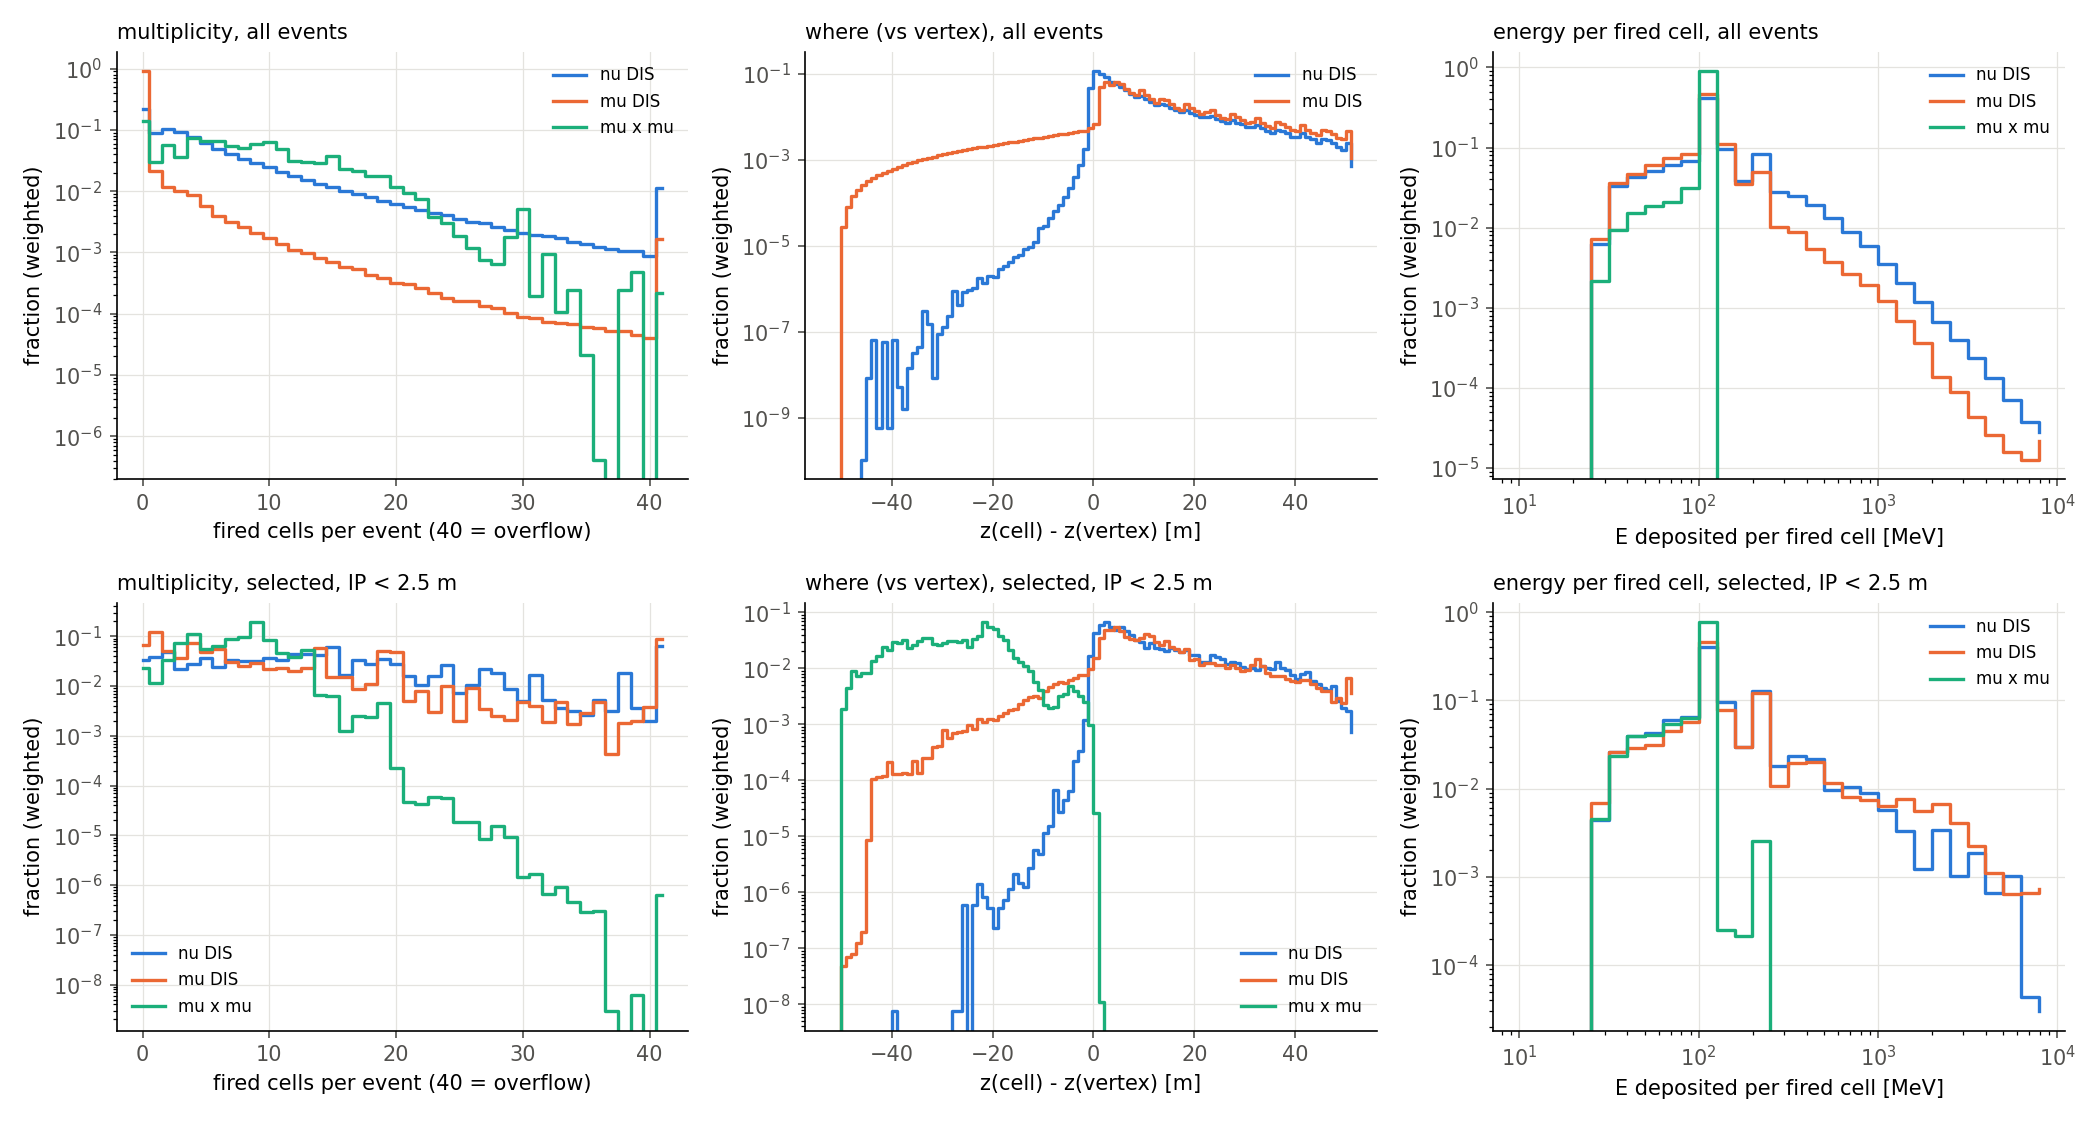 multiplicity, all events
fraction (weighted)
10^0
10^-1
10^-2
10^-3
10^-4
10^-5
10^-6
nu DIS
mu DIS
mu x mu
0
10
20
30
40
fired cells per event (40 = overflow)
where (vs vertex), all events
fraction (weighted)
10^-1
10^-3
10^-5
10^-7
10^-9
nu DIS
mu DIS
−40
−20
0
20
40
z(cell) - z(vertex) [m]
energy per fired cell, all events
fraction (weighted)
10^0
10^-1
10^-2
10^-3
10^-4
10^-5
nu DIS
mu DIS
mu x mu
10^1
10^2
10^3
10^4
E deposited per fired cell [MeV]
multiplicity, selected, IP < 2.5 m
fraction (weighted)
10^-1
10^-2
10^-3
10^-4
10^-5
10^-6
10^-7
10^-8
nu DIS
mu DIS
mu x mu
0
10
20
30
40
fired cells per event (40 = overflow)
where (vs vertex), selected, IP < 2.5 m
fraction (weighted)
10^-1
10^-2
10^-3
10^-4
10^-5
10^-6
10^-7
10^-8
nu DIS
mu DIS
mu x mu
−40
−20
0
20
40
z(cell) - z(vertex) [m]
energy per fired cell, selected, IP < 2.5 m
fraction (weighted)
10^0
10^-1
10^-2
10^-3
10^-4
nu DIS
mu DIS
mu x mu
10^1
10^2
10^3
10^4
E deposited per fired cell [MeV]